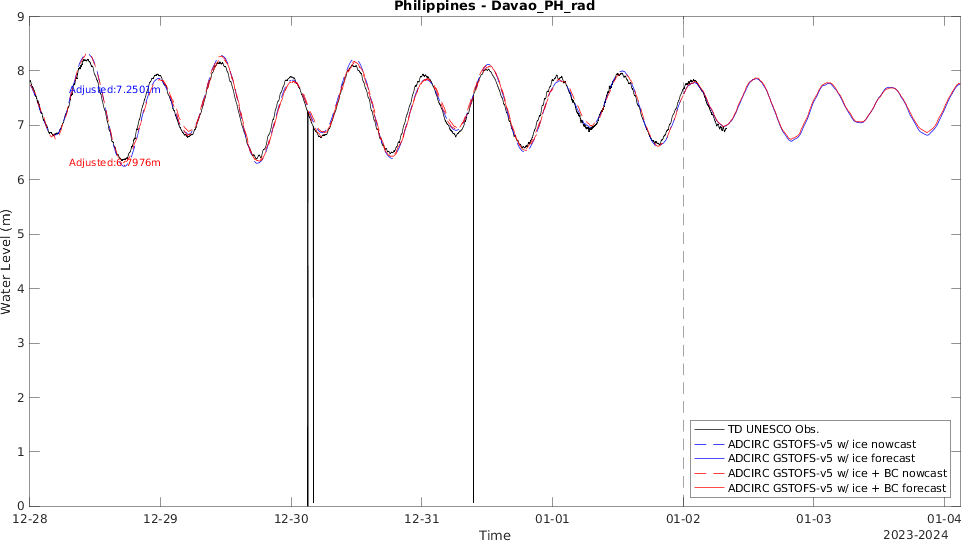 Philippines - Davao_PH_rad
9
8
Adjusted:7.2507m
7
Adjusted:6.7976m
6
5
4
3
2
1
0
Water Level (m)
TD UNESCO Obs.
ADCIRC GSTOFS-v5 w/ ice nowcast
ADCIRC GSTOFS-v5 w/ ice forecast
ADCIRC GSTOFS-v5 w/ ice + BC nowcast
ADCIRC GSTOFS-v5 w/ ice + BC forecast
12-28 12-29 12-30 12-31 01-01 01-02 01-03 01-04
Time
2023-2024